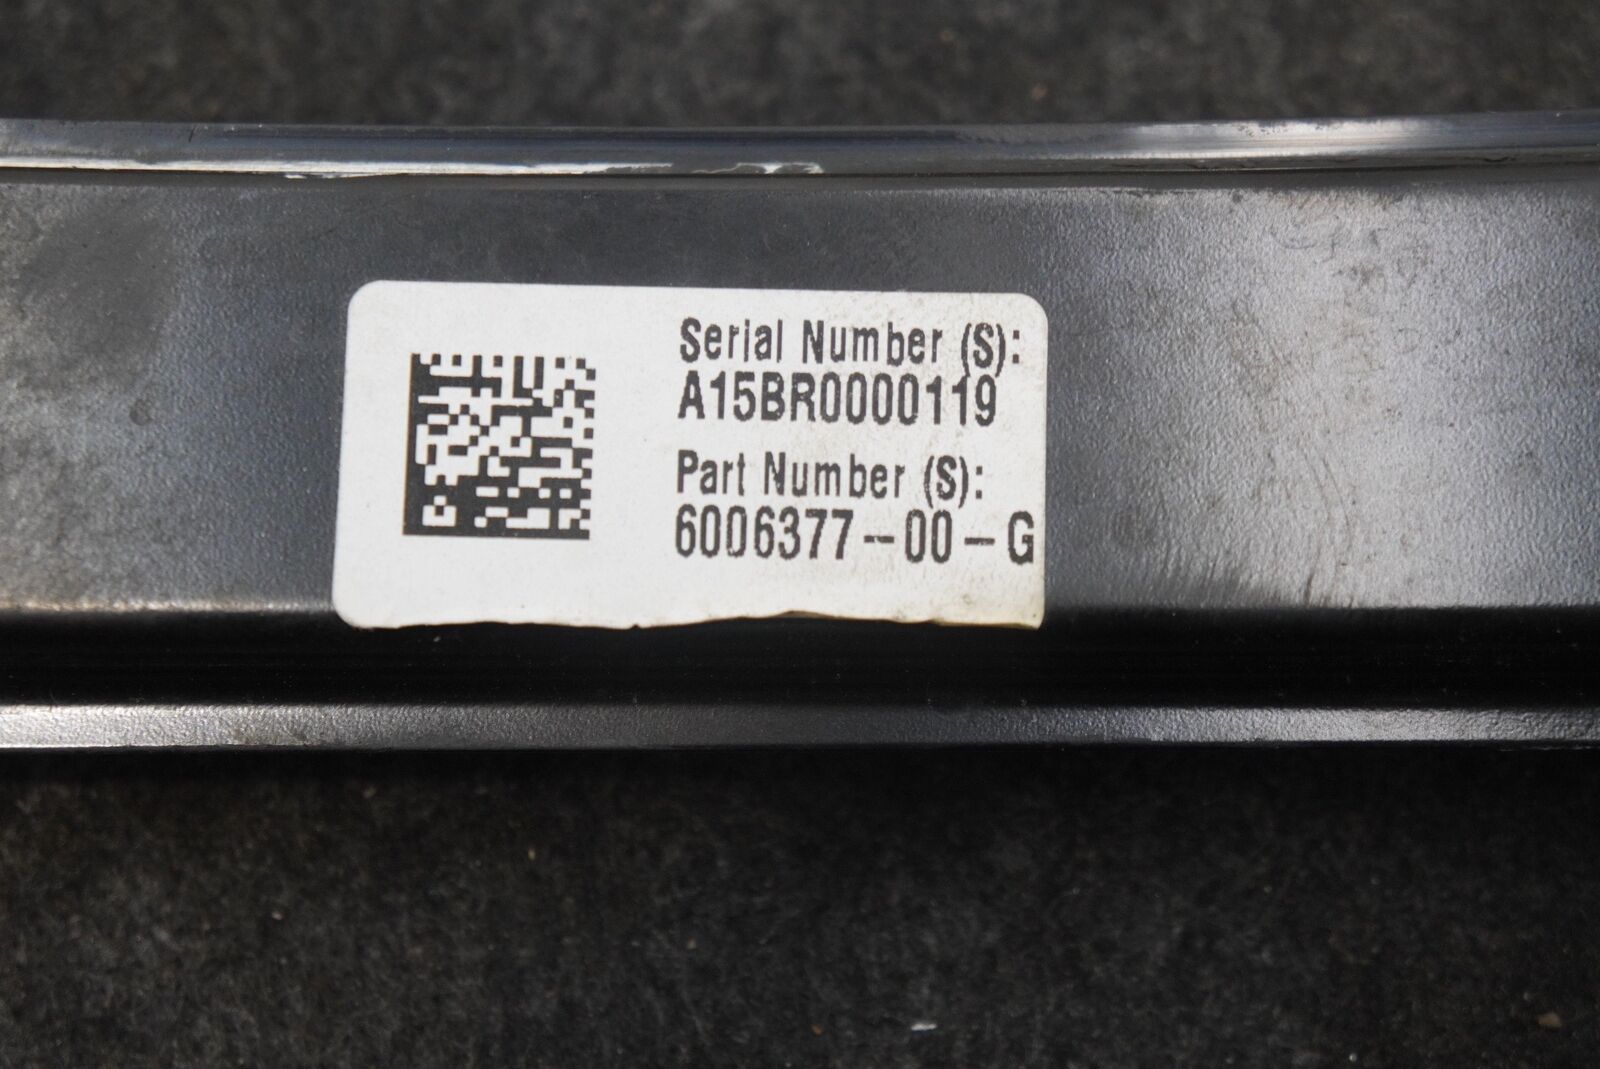 Serial Number (S):
A15BR0000119
Part Number (S):
6006377-00-G